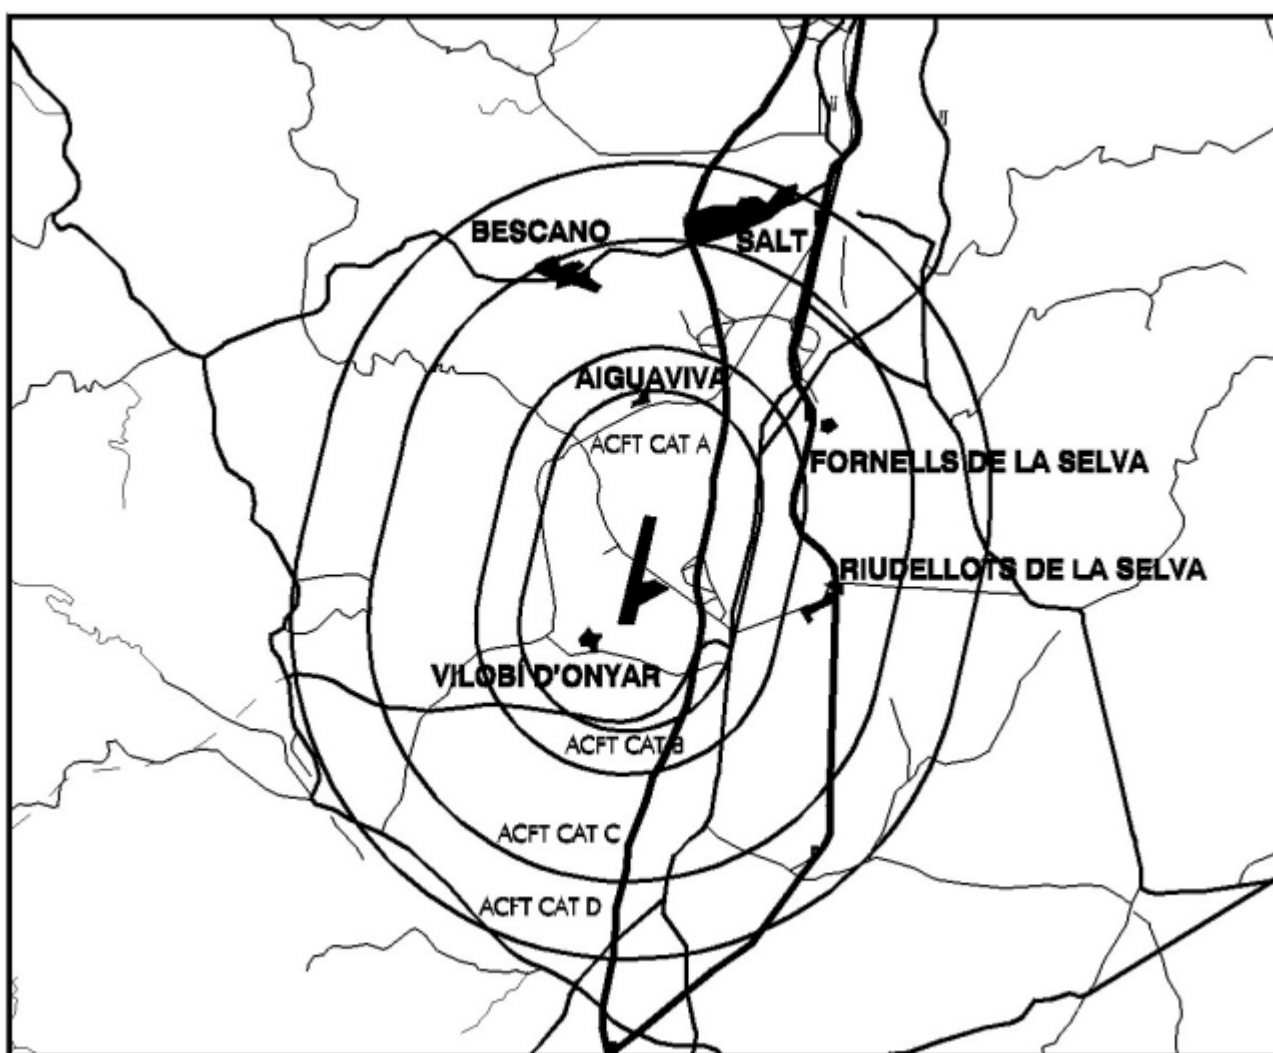 BESCANO
SALT
AIGUAVIVA
ACFT CAT A
FORNELLS DE LA SELVA
RIUDELLOTS DE LA SELVA
VILOBÍ D'ONYAR
ACFT CAT B
ACFT CAT C
ACFT CAT D